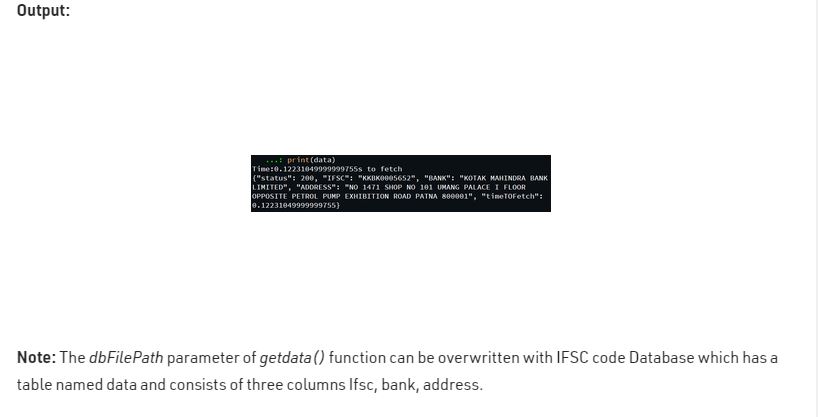 Output:
...: print(data)
Time:0.12231049999999755s to fetch
{"status": 200, "IFSC": "KKBK0005652", "BANK": "KOTAK MAHINDRA BANK
LIMITED", "ADDRESS": "NO 1471 SHOP NO 101 UMANG PALACE I FLOOR
OPPOSITE PETROL PUMP EXHIBITION ROAD PATNA 800001", "timeTOFetch":
0.12231049999999755}
Note: The dbFilePath parameter of getdata() function can be overwritten with IFSC code Database which has a
table named data and consists of three columns Ifsc, bank, address.